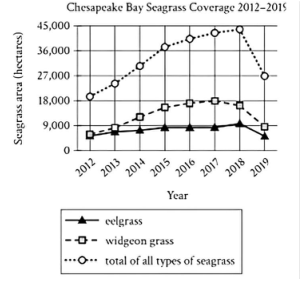 Chesapeake Bay Seagrass Coverage 2012–2019
Seagrass area (hectares)
45,000
36,000
27,000
18,000
9,000
0
2012 2013 2014 2015 2016 2017 2018 2019
Year
eelgrass
widgeon grass
total of all types of seagrass